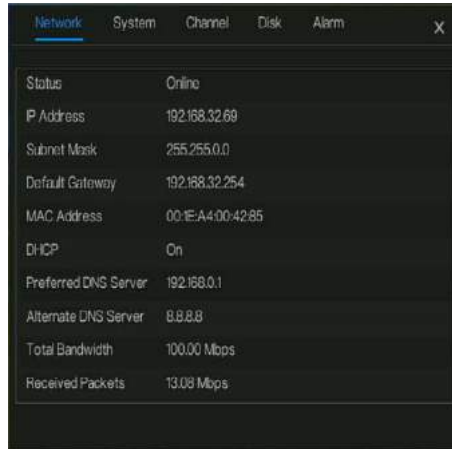 Network System Channel Disk Alarm X
Status Online
IP Address 192.168.32.69
Subnet Mask 255.255.0.0
Default Gateway 192.168.32.254
MAC Address 00:1E:A4:00:42:85
DHCP On
Preferred DNS Server 192.168.0.1
Alternate DNS Server 8.8.8.8
Total Bandwidth 100.00 Mbps
Received Packets 13.08 Mbps